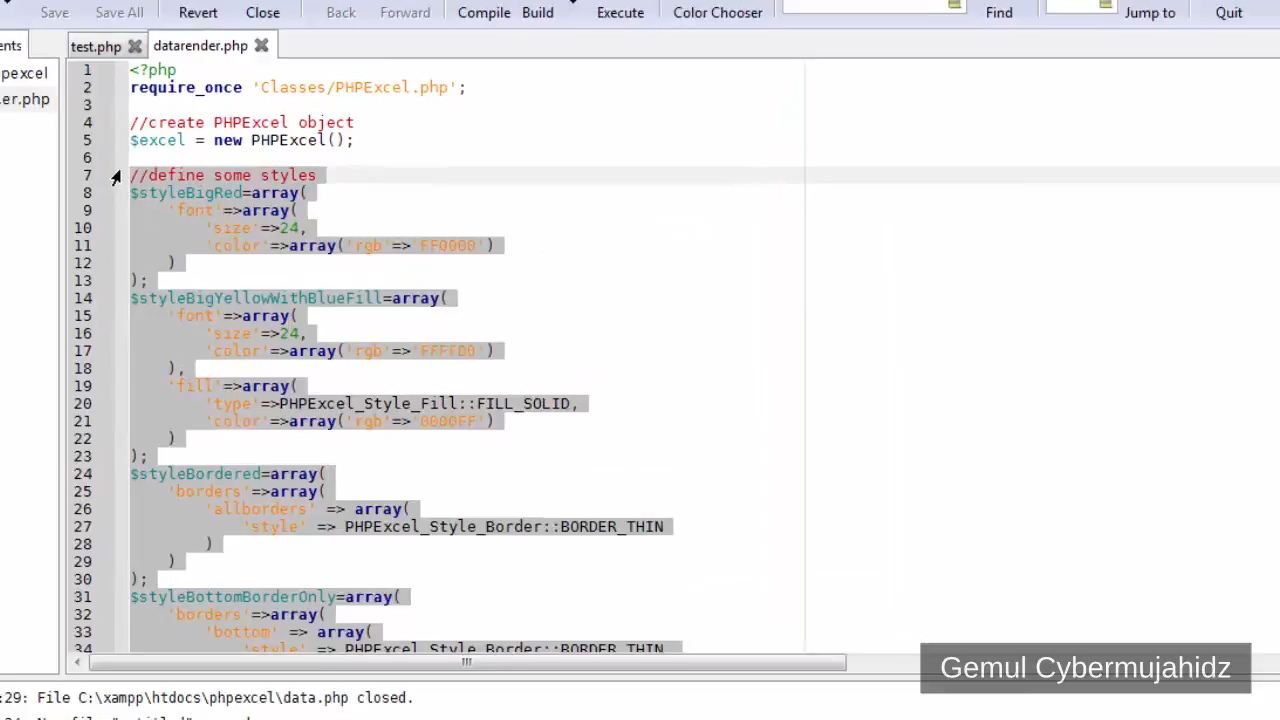 Save Save All Revert Close Back Forward Compile Build Execute Color Chooser Find Jump to Quit
ents test.php datarender.php
pexcel
er.php
1 <?php
2 require_once 'Classes/PHPExcel.php';
3
4 //create PHPExcel object
5 $excel = new PHPExcel();
6
7 //define some styles
8 $styleBigRed=array(
9 'font'=>array(
10 'size'=>24,
11 'color'=>array('rgb'=>'FF0000')
12 )
13 );
14 $styleBigYellowWithBlueFill=array(
15 'font'=>array(
16 'size'=>24,
17 'color'=>array('rgb'=>'FFFF00')
18 ),
19 'fill'=>array(
20 'type'=>PHPExcel_Style_Fill::FILL_SOLID,
21 'color'=>array('rgb'=>'0000FF')
22 )
23 );
24 $styleBordered=array(
25 'borders'=>array(
26 'allborders' => array(
27 'style' => PHPExcel_Style_Border::BORDER_THIN
28 )
29 )
30 );
31 $styleBottomBorderOnly=array(
32 'borders'=>array(
33 'bottom' => array(
34 'style' => PHPExcel_Style_Border::BORDER_THIN
Gemul Cybermujahidz
:29: File C:\xampp\htdocs\phpexcel\data.php closed.